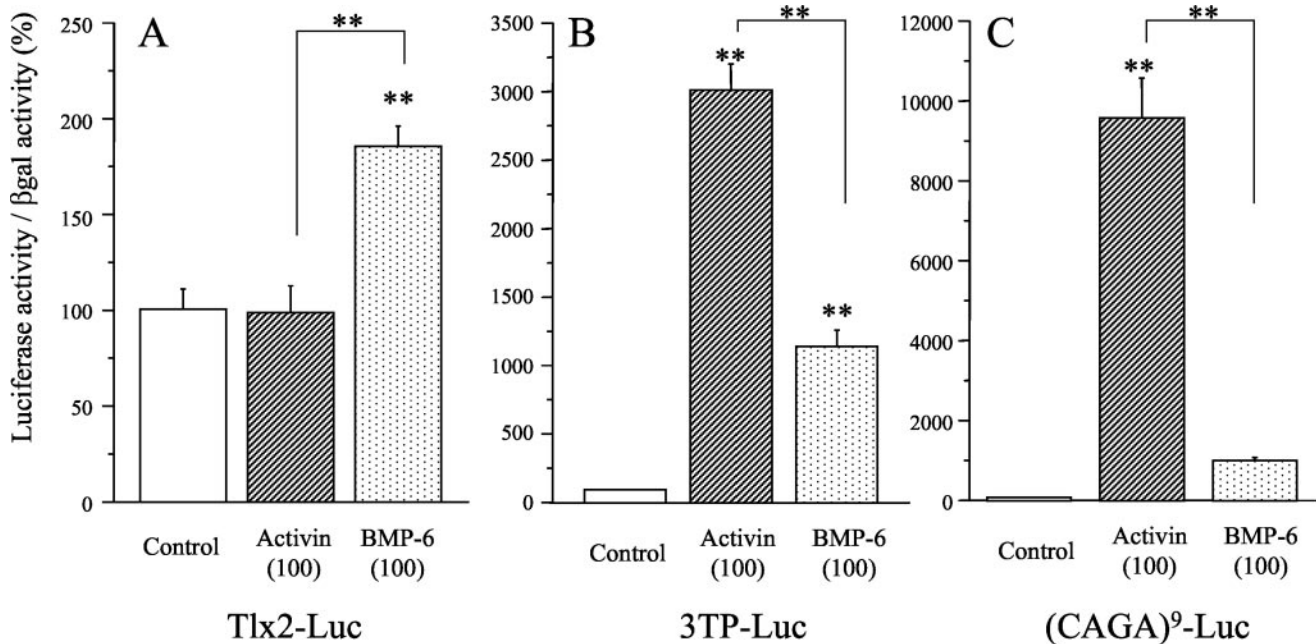 Luciferase activity / βgal activity (%)
A
**
**
250
200
150
100
50
0
Control
Activin
(100)
BMP-6
(100)
Tlx2-Luc
B
**
**
**
3500
3000
2500
2000
1500
1000
500
0
Control
Activin
(100)
BMP-6
(100)
3TP-Luc
C
**
**
12000
10000
8000
6000
4000
2000
0
Control
Activin
(100)
BMP-6
(100)
(CAGA)⁹-Luc